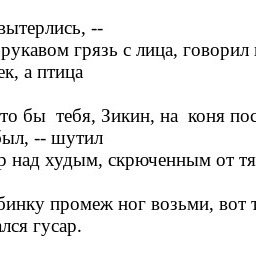 вытерлись, --
рукавом грязь с лица, говорил
ек, а птица
то бы тебя, Зикин, на коня пос
был, -- шутил
р над худым, скрюченным от тя
бинку промеж ног возьми, вот т
ался гусар.